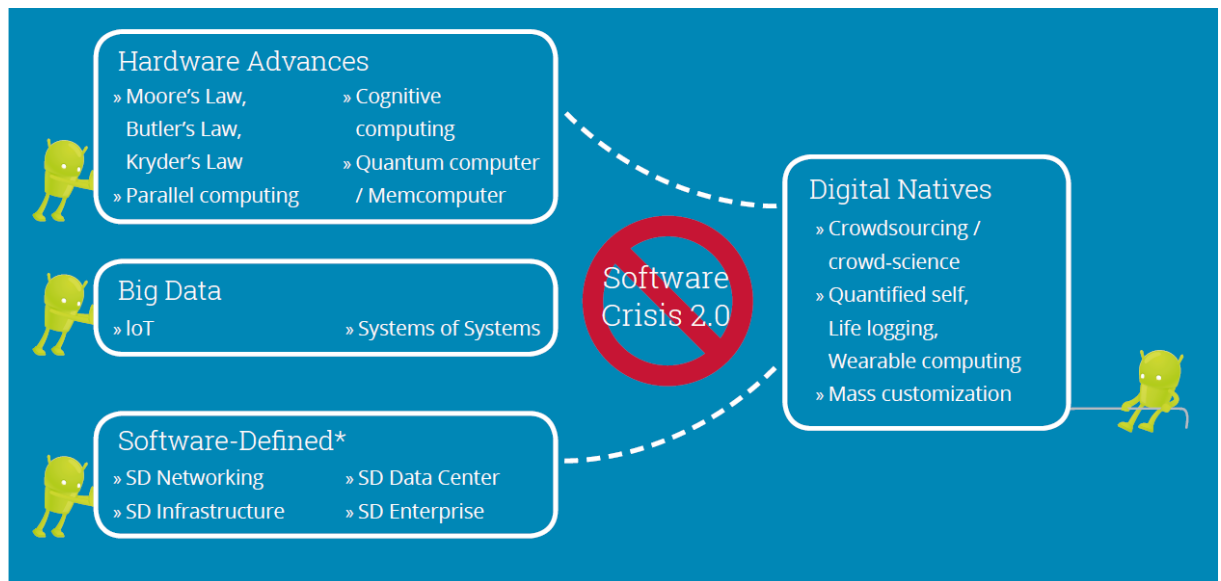 Hardware Advances
» Moore's Law,
Butler's Law,
Kryder's Law
» Parallel computing
» Cognitive
computing
» Quantum computer
/ Memcomputer
Big Data
» IoT
» Systems of Systems
Software-Defined*
» SD Networking
» SD Infrastructure
» SD Data Center
» SD Enterprise
Software
Crisis 2.0
Digital Natives
» Crowdsourcing /
crowd-science
» Quantified self,
Life logging,
Wearable computing
» Mass customization